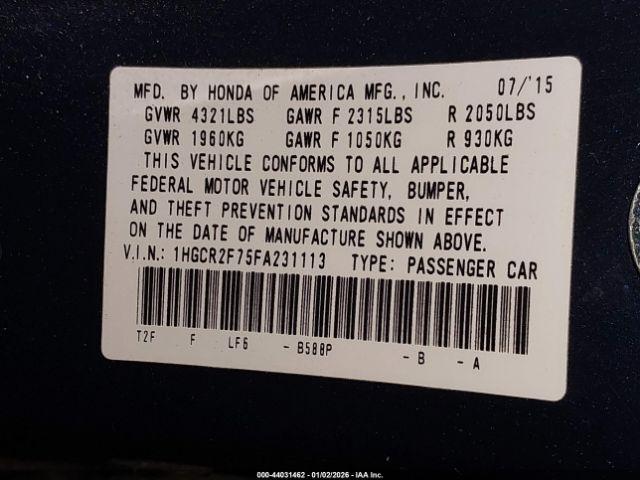 MFD. BY HONDA OF AMERICA MFG., INC. 07/'15
GVWR 4321LBS GAWR F 2315LBS R 2050LBS
GVWR 1960KG GAWR F 1050KG R 930KG
THIS VEHICLE CONFORMS TO ALL APPLICABLE
FEDERAL MOTOR VEHICLE SAFETY, BUMPER,
AND THEFT PREVENTION STANDARDS IN EFFECT
ON THE DATE OF MANUFACTURE SHOWN ABOVE.
V.I.N.: 1HGCR2F75FA231113 TYPE: PASSENGER CAR
T2F F LF6 - B588P - B - A
000-44031462 - 01/02/2026 - IAA Inc.